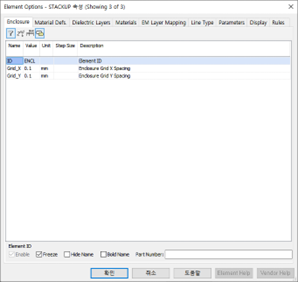 Element Options - STACKUP 속성 (Showing 3 of 3)
Enclosure Material Defs. Dielectric Layers Materials EM Layer Mapping Line Type Parameters Display Rules
Name Value Unit Step Size Description
ID ENCL Element ID
Grid_X 0.1 mm Enclosure Grid X Spacing
Grid_Y 0.1 mm Enclosure Grid Y Spacing
Element ID
Enable Freeze Hide Name Bold Name Part Number:
확인 취소 도움말 Element Help Vendor Help